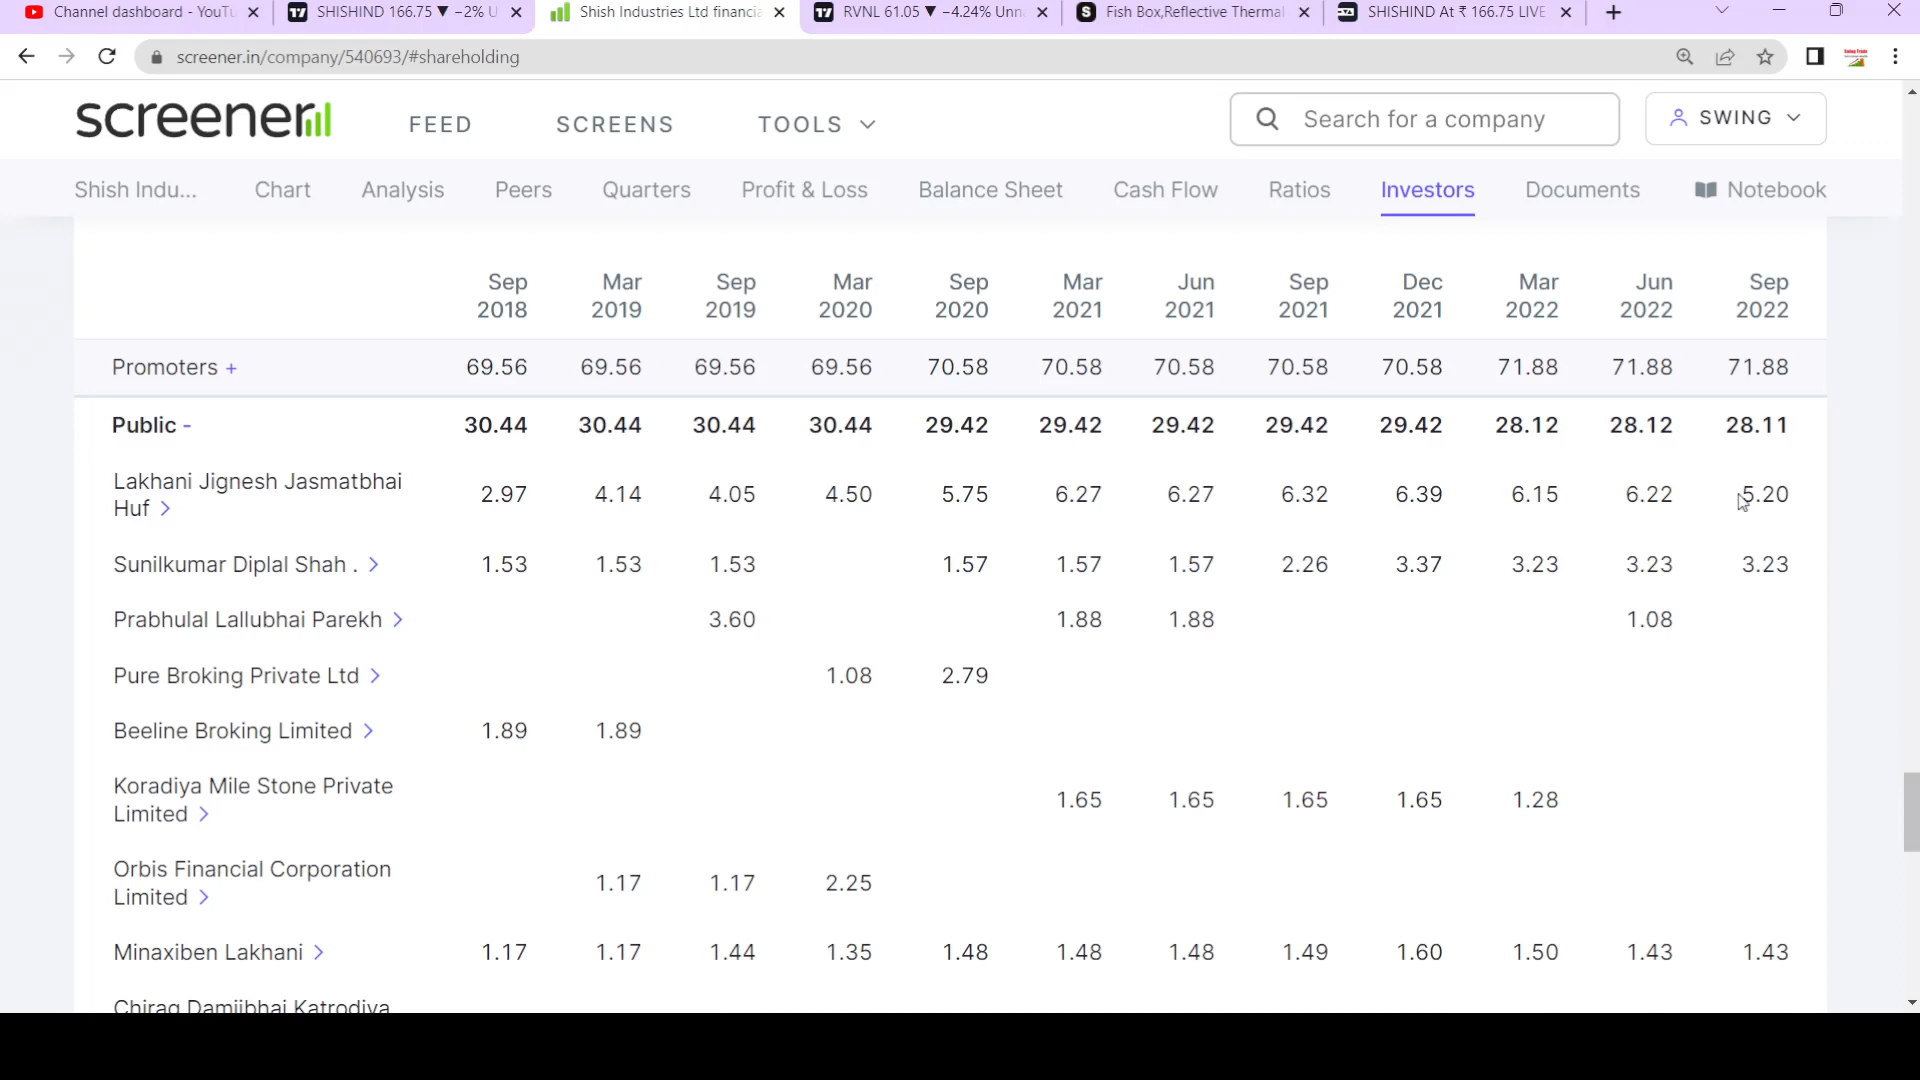 Channel dashboard - YouTu
SHISHIND 166.75 ▼ −2% U
Shish Industries Ltd financia
RVNL 61.05 ▼ −4.24% Unn
Fish Box,Reflective Thermal
SHISHIND At ₹ 166.75 LIVE
screener.in/company/540693/#shareholding
screener
FEED SCREENS TOOLS
Search for a company
SWING
Shish Indu... Chart Analysis Peers Quarters Profit & Loss Balance Sheet Cash Flow Ratios Investors Documents Notebook
Sep Mar Sep Mar Sep Mar Jun Sep Dec Mar Jun Sep
2018 2019 2019 2020 2020 2021 2021 2021 2021 2022 2022 2022
Promoters + 69.56 69.56 69.56 69.56 70.58 70.58 70.58 70.58 70.58 71.88 71.88 71.88
Public - 30.44 30.44 30.44 30.44 29.42 29.42 29.42 29.42 29.42 28.12 28.12 28.11
Lakhani Jignesh Jasmatbhai
Huf > 2.97 4.14 4.05 4.50 5.75 6.27 6.27 6.32 6.39 6.15 6.22 5.20
Sunilkumar Diplal Shah . > 1.53 1.53 1.53 1.57 1.57 1.57 2.26 3.37 3.23 3.23 3.23
Prabhulal Lallubhai Parekh > 3.60 1.88 1.88 1.08
Pure Broking Private Ltd > 1.08 2.79
Beeline Broking Limited > 1.89 1.89
Koradiya Mile Stone Private
Limited > 1.65 1.65 1.65 1.65 1.28
Orbis Financial Corporation
Limited > 1.17 1.17 2.25
Minaxiben Lakhani > 1.17 1.17 1.44 1.35 1.48 1.48 1.48 1.49 1.60 1.50 1.43 1.43
Chirag Damjibhai Katrodiya